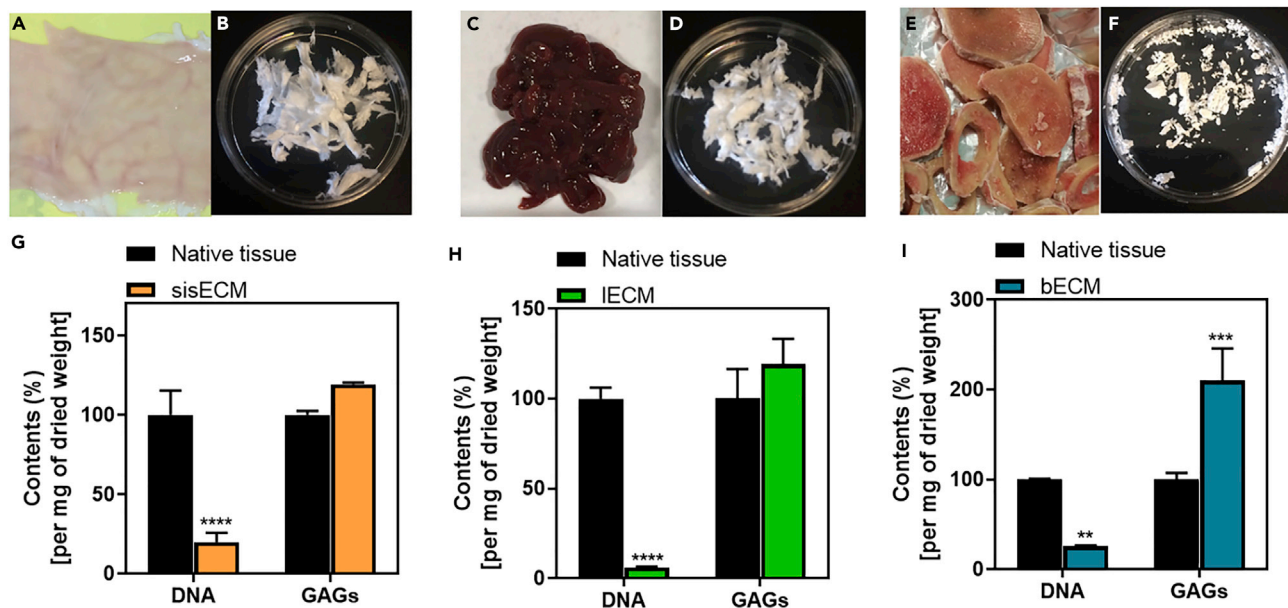 A
B
C
D
E
F
G
Native tissue
sisECM
Contents (%)
[per mg of dried weight]
150
100
50
0
****
DNA
GAGs
H
Native tissue
lECM
Contents (%)
[per mg of dried weight]
150
100
50
0
****
DNA
GAGs
I
Native tissue
bECM
Contents (%)
[per mg of dried weight]
300
200
100
0
**
***
DNA
GAGs